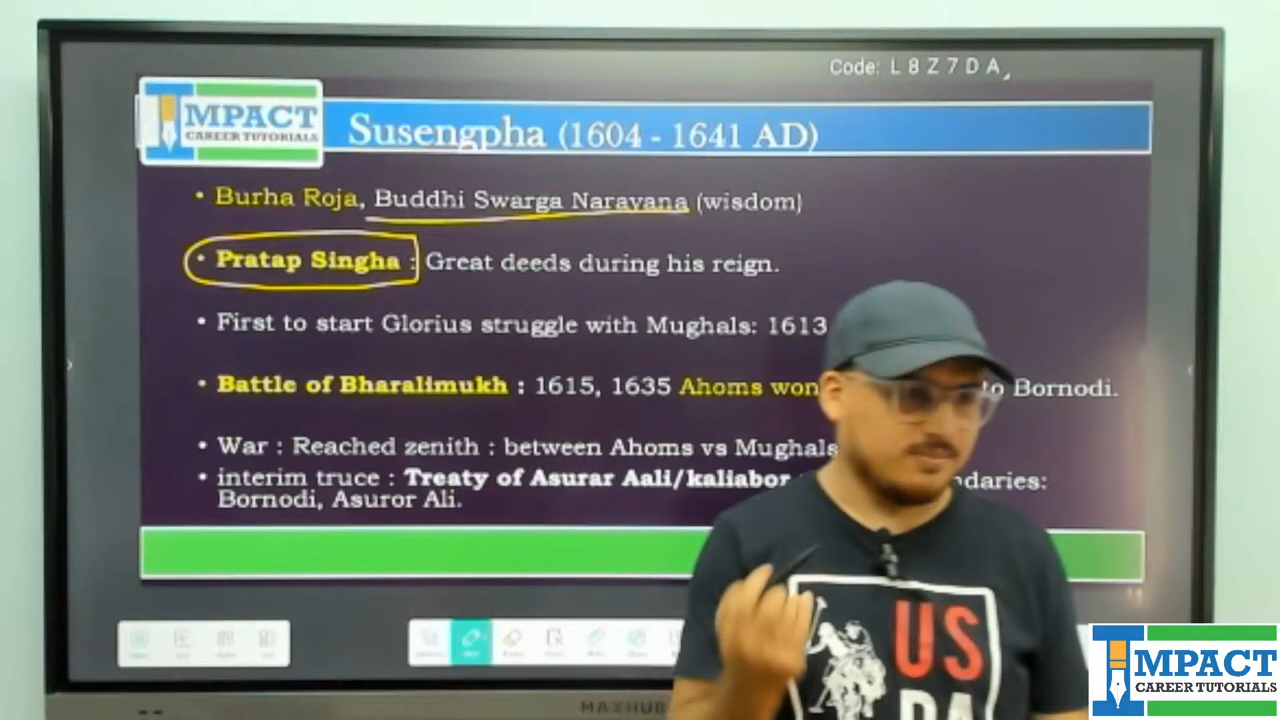 Code: L 8 Z 7 D A
IMPACT
CAREER TUTORIALS
Susengpha (1604 - 1641 AD)
• Burha Roja, Buddhi Swarga Narayana (wisdom)
• Pratap Singha : Great deeds during his reign.
• First to start Glorius struggle with Mughals: 1613
• Battle of Bharalimukh : 1615, 1635 Ahoms won to Bornodi.
• War : Reached zenith : between Ahoms vs Mughals
• interim truce : Treaty of Asurar Aali/kaliabor ndaries:
Bornodi, Asuror Ali.
MAXHUB
US
PA
IMPACT
CAREER TUTORIALS